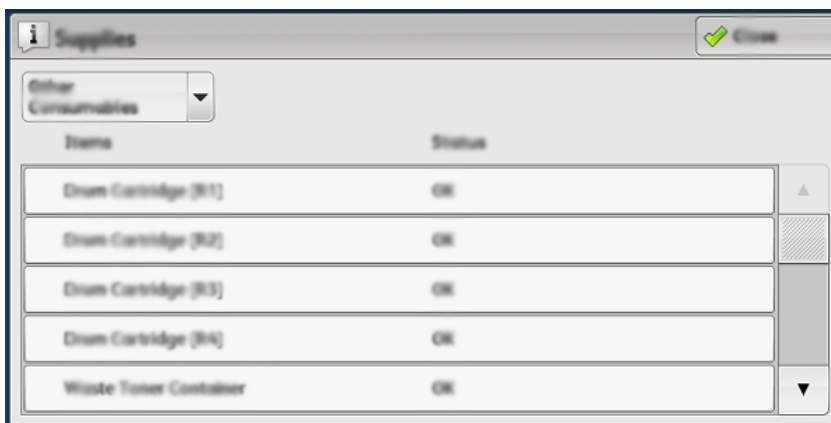 Supplies
Close
Other
Consumables
Items Status
Drum Cartridge [R1] OK
Drum Cartridge [R2] OK
Drum Cartridge [R3] OK
Drum Cartridge [R4] OK
Waste Toner Container OK